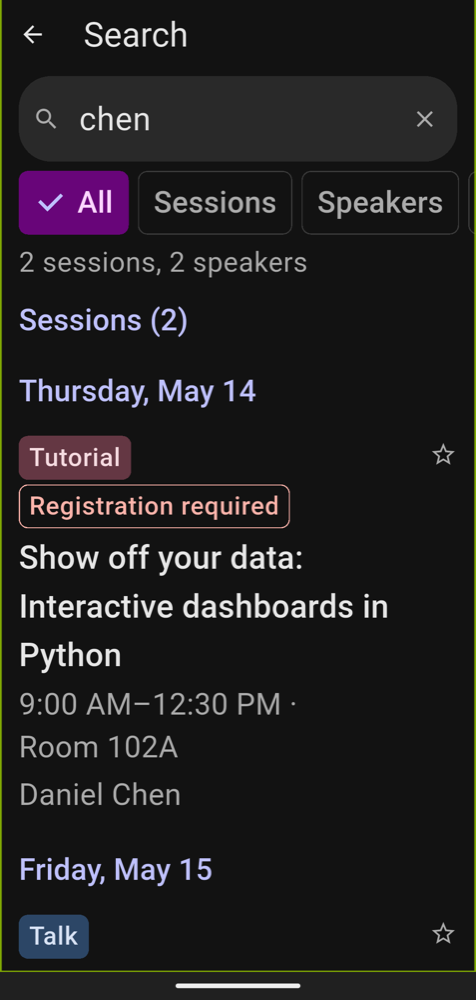 Search
chen
All
Sessions
Speakers
2 sessions, 2 speakers
Sessions (2)
Thursday, May 14
Tutorial
Registration required
Show off your data:
Interactive dashboards in
Python
9:00 AM–12:30 PM ·
Room 102A
Daniel Chen
Friday, May 15
Talk